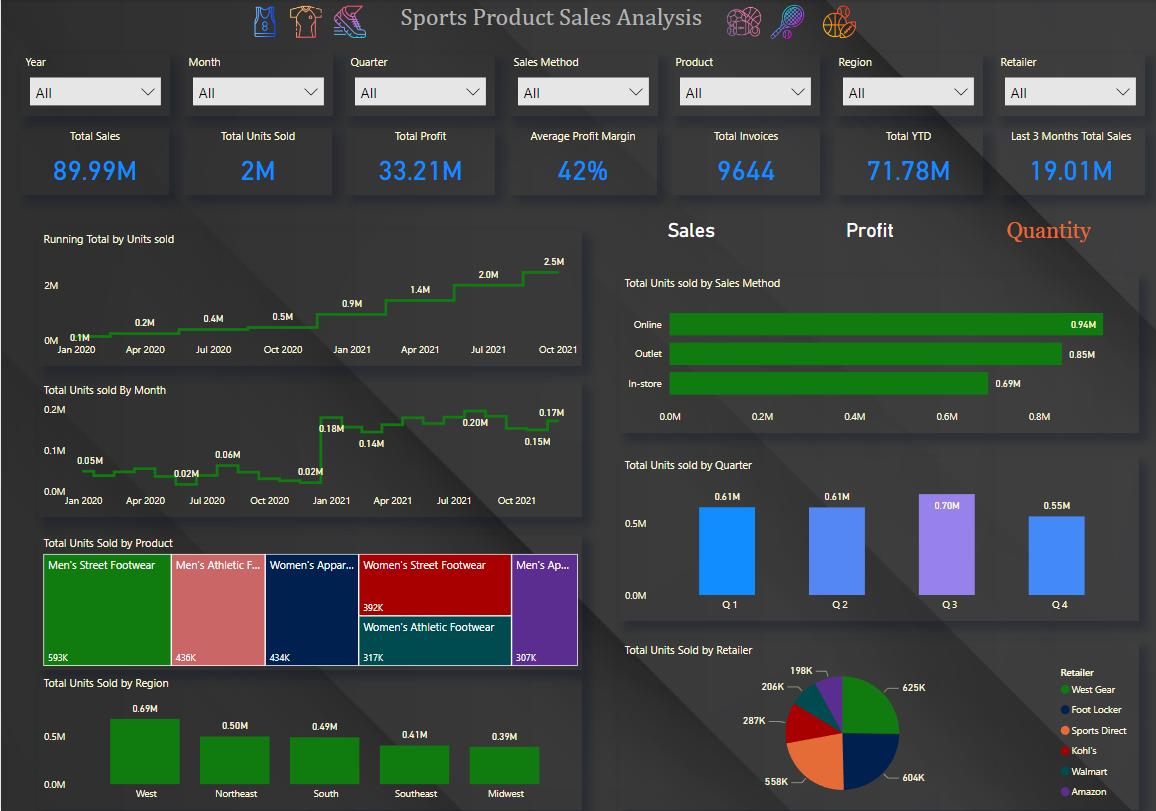 Sports Product Sales Analysis
8
Year
Month
Quarter
Sales Method
Product
Region
Retailer
All
All
All
All
All
All
All
Total Sales
89.99M
Total Units Sold
2M
Total Profit
33.21M
Average Profit Margin
42%
Total Invoices
9644
Total YTD
71.78M
Last 3 Months Total Sales
19.01M
Sales
Profit
Quantity
Running Total by Units sold
2M
0M
0.1M
0.2M
0.4M
0.5M
0.9M
1.4M
2.0M
2.5M
Jan 2020
Apr 2020
Jul 2020
Oct 2020
Jan 2021
Apr 2021
Jul 2021
Oct 2021
Total Units sold By Month
0.2M
0.1M
0.0M
0.05M
0.02M
0.06M
0.02M
0.18M
0.14M
0.20M
0.15M
0.17M
Jan 2020
Apr 2020
Jul 2020
Oct 2020
Jan 2021
Apr 2021
Jul 2021
Oct 2021
Total Units Sold by Product
Men's Street Footwear
593K
Men's Athletic F...
436K
Women's Appar...
434K
Women's Street Footwear
392K
Women's Athletic Footwear
317K
Men's Ap...
307K
Total Units Sold by Region
0.5M
0.0M
0.69M
0.50M
0.49M
0.41M
0.39M
West
Northeast
South
Southeast
Midwest
Total Units sold by Sales Method
Online
0.94M
Outlet
0.85M
In-store
0.69M
0.0M
0.2M
0.4M
0.6M
0.8M
Total Units sold by Quarter
0.5M
0.0M
0.61M
0.61M
0.70M
0.55M
Q 1
Q 2
Q 3
Q 4
Total Units Sold by Retailer
198K
206K
287K
558K
625K
604K
Retailer
West Gear
Foot Locker
Sports Direct
Kohl's
Walmart
Amazon